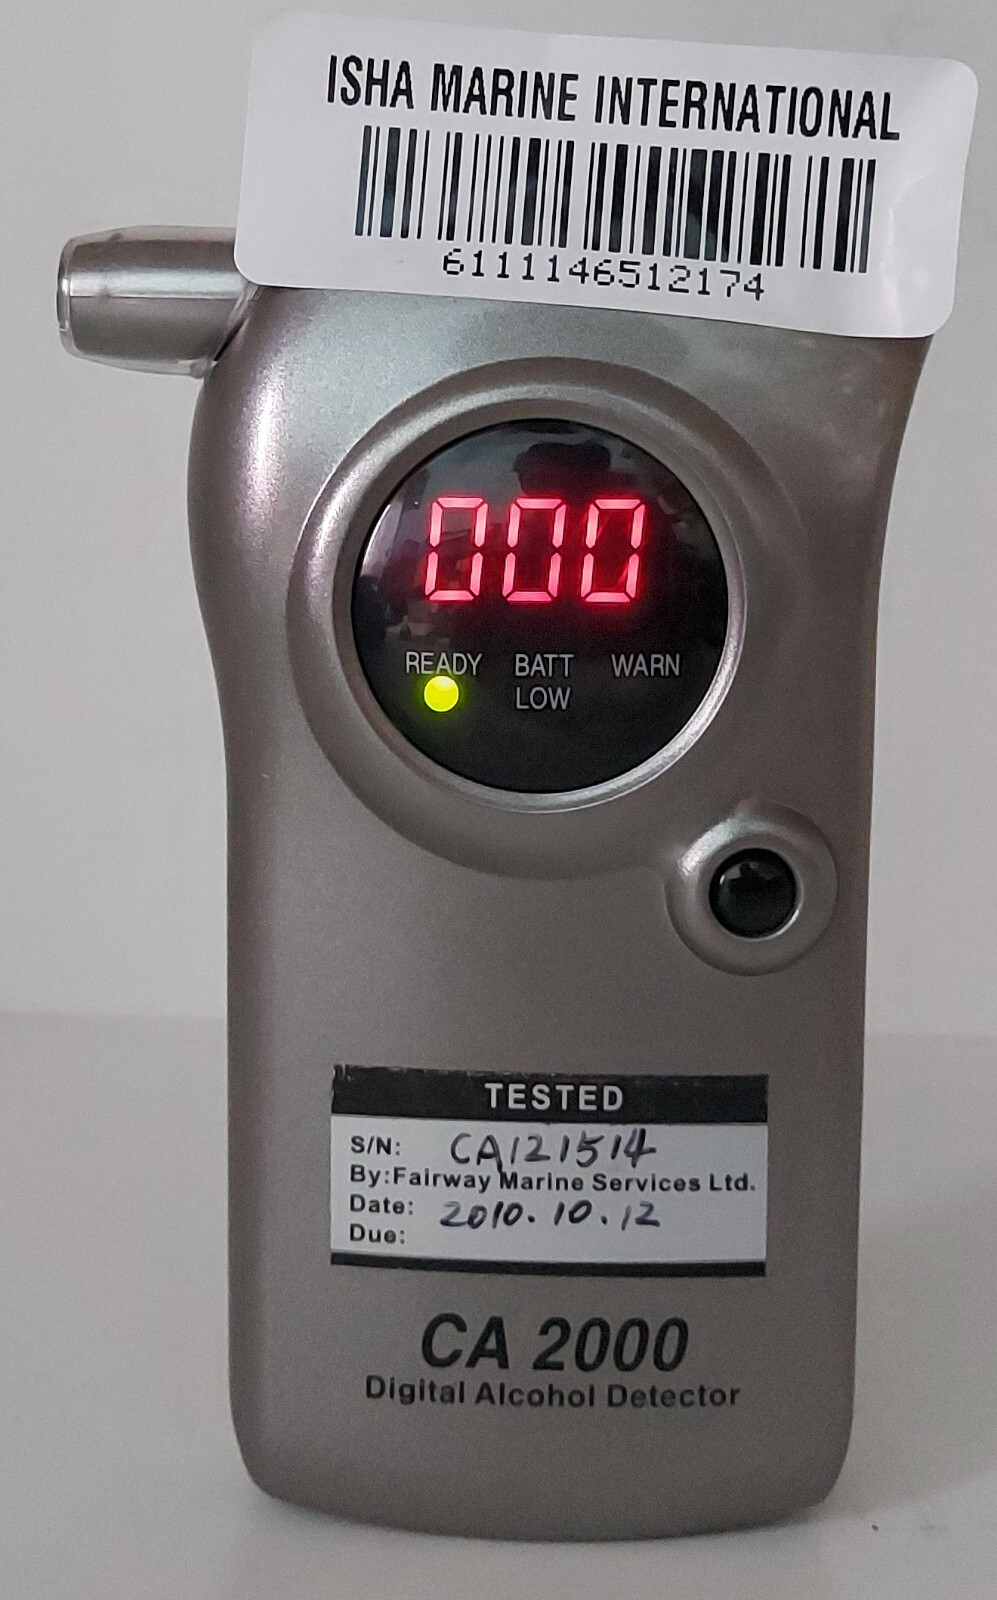 ISHA MARINE INTERNATIONAL
6111146512174
000
READY BATT LOW WARN
TESTED
S/N: CA121514
By:Fairway Marine Services Ltd.
Date: 2010.10.12
Due:
CA 2000
Digital Alcohol Detector